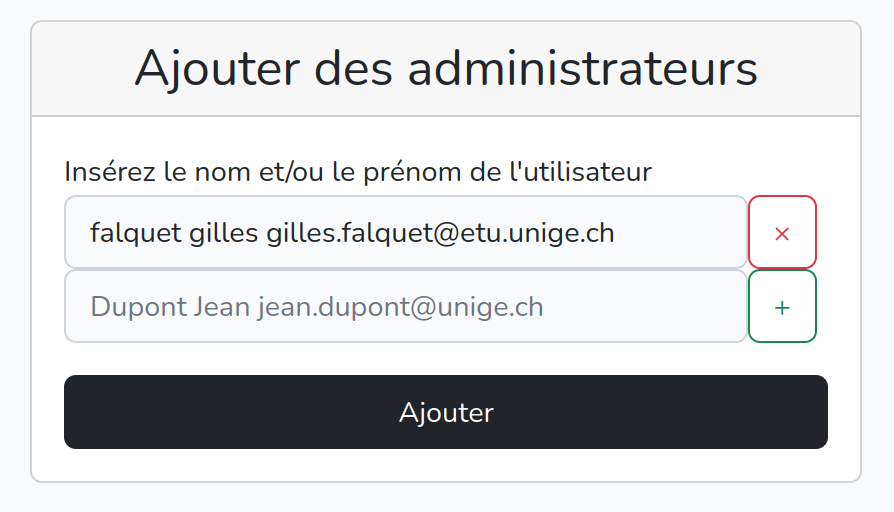 Ajouter des administrateurs
Insérez le nom et/ou le prénom de l'utilisateur
falquet gilles gilles.falquet@etu.unige.ch ×
Dupont Jean jean.dupont@unige.ch +
Ajouter